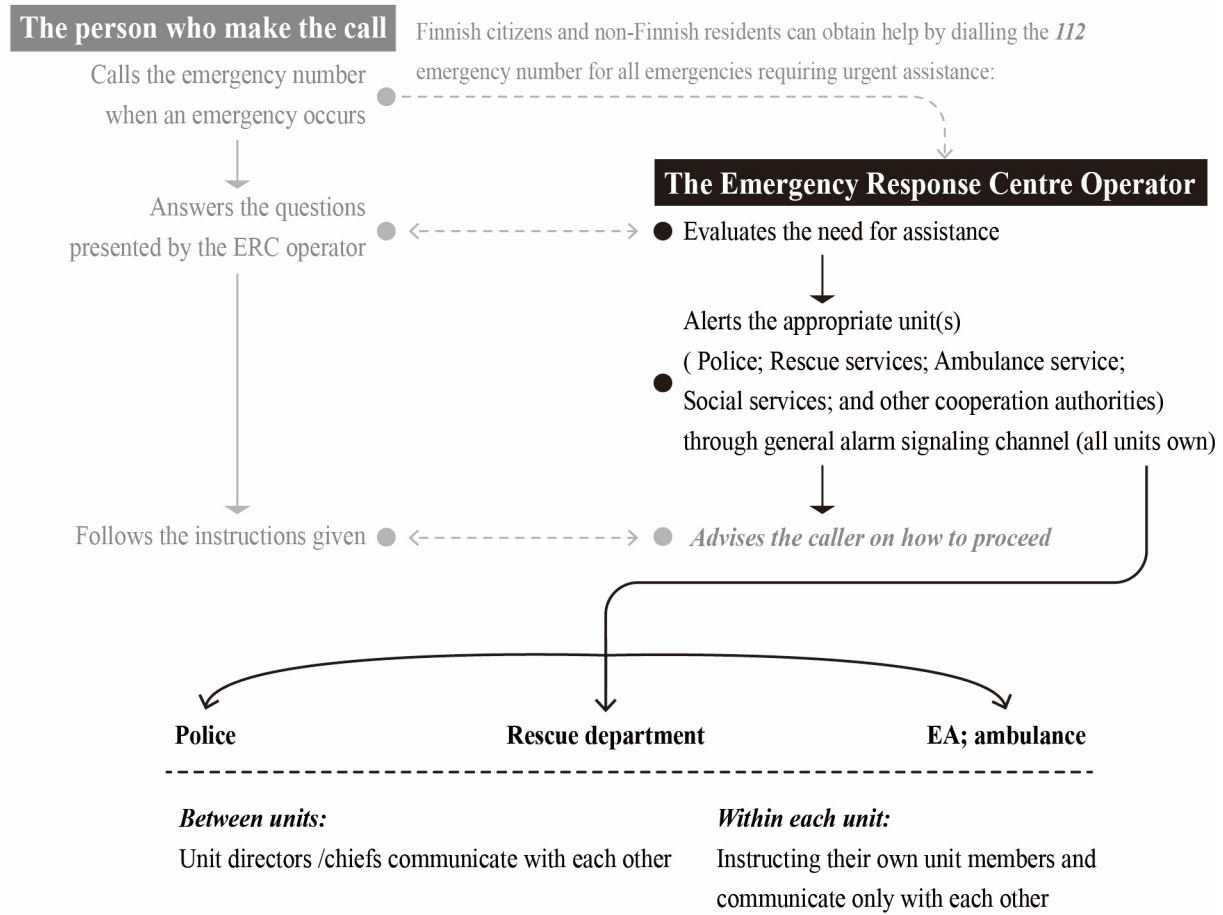 The person who make the call
Finnish citizens and non-Finnish residents can obtain help by dialling the 112
emergency number for all emergencies requiring urgent assistance:
Calls the emergency number
when an emergency occurs
The Emergency Response Centre Operator
Answers the questions
presented by the ERC operator
Evaluates the need for assistance
Alerts the appropriate unit(s)
( Police; Rescue services; Ambulance service;
Social services; and other cooperation authorities)
through general alarm signaling channel (all units own)
Follows the instructions given
Advises the caller on how to proceed
Police
Rescue department
EA; ambulance
Between units:
Unit directors /chiefs communicate with each other
Within each unit:
Instructing their own unit members and
communicate only with each other